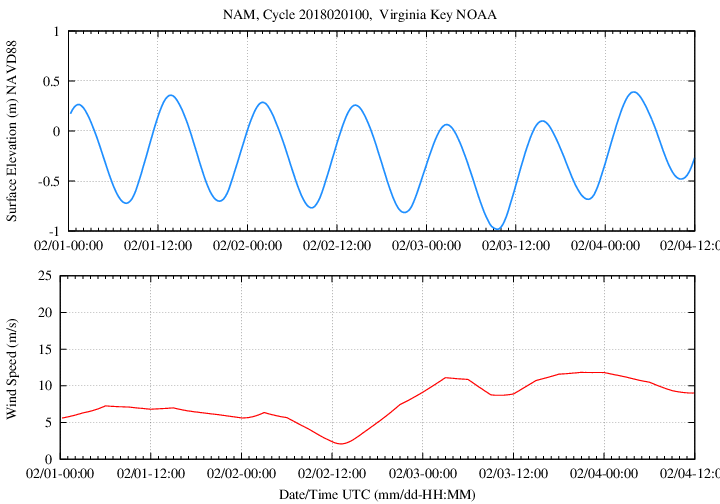 NAM, Cycle 2018020100,  Virginia Key NOAA
Surface Elevation (m) NAVD88
1
0.5
0
-0.5
-1
02/01-00:00 02/01-12:00 02/02-00:00 02/02-12:00 02/03-00:00 02/03-12:00 02/04-00:00 02/04-12:0
Wind Speed (m/s)
25
20
15
10
5
0
02/01-00:00 02/01-12:00 02/02-00:00 02/02-12:00 02/03-00:00 02/03-12:00 02/04-00:00 02/04-12:0
Date/Time UTC (mm/dd-HH:MM)